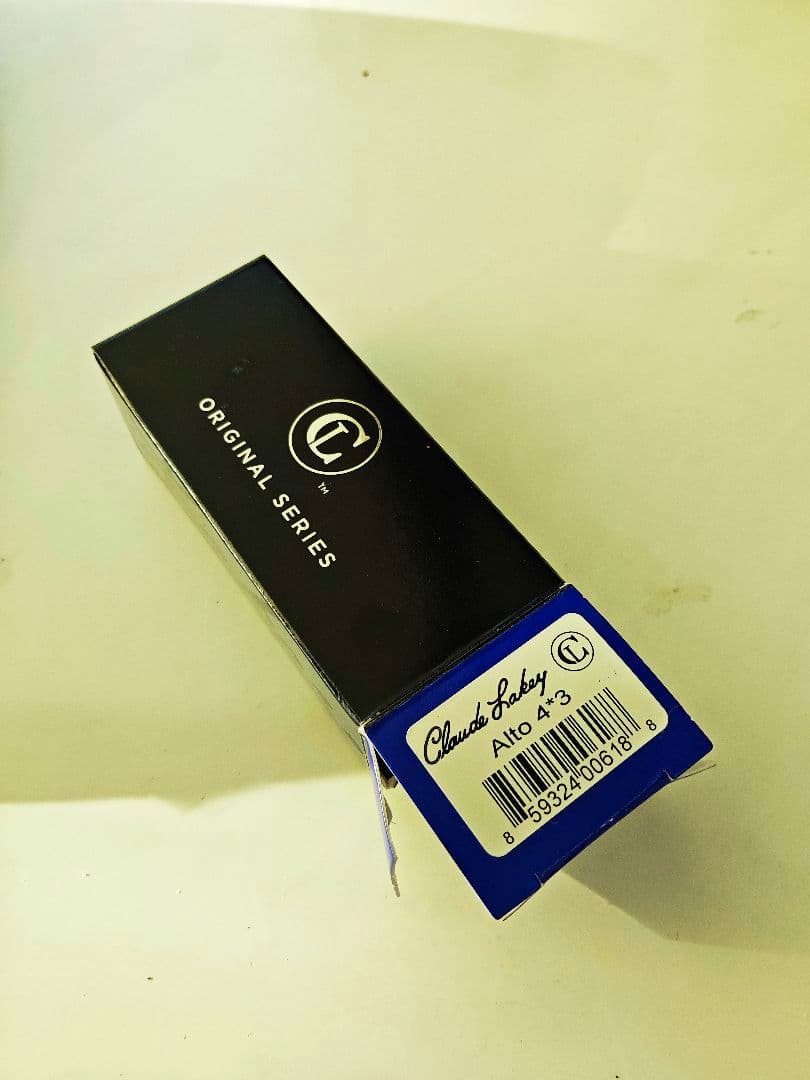 CL
TM
ORIGINAL SERIES
CL
Claude Lakey
Alto 4*3
8 59324 00618 8